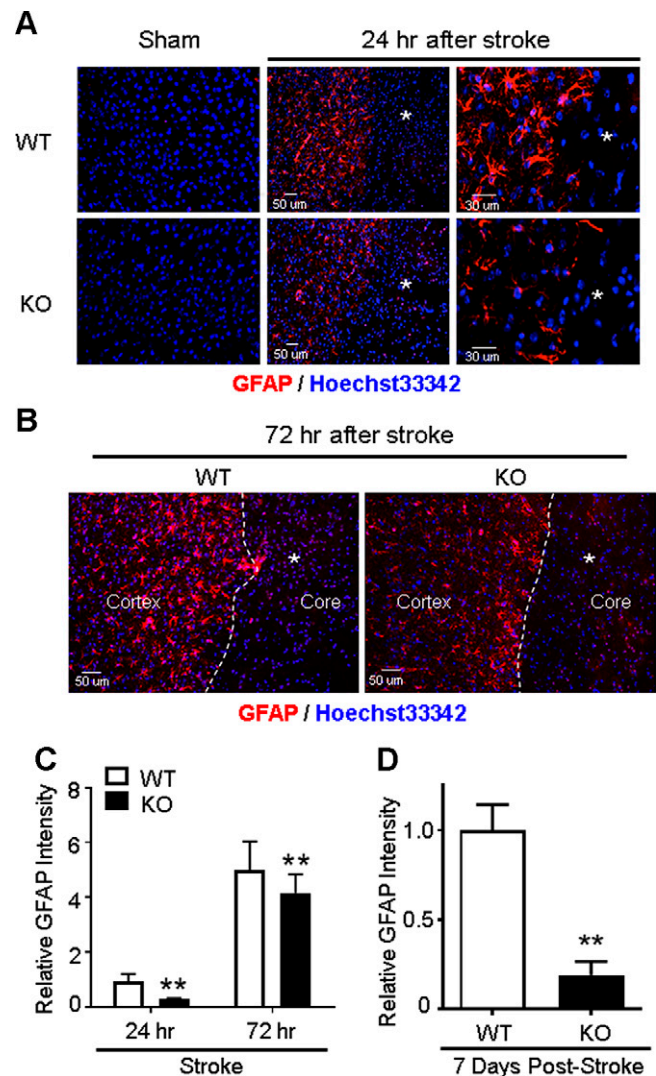 A
Sham
24 hr after stroke
WT
*
*
50 um
30 um
KO
*
*
50 um
30 um
GFAP / Hoechst33342
B
72 hr after stroke
WT
KO
*
*
Cortex
Core
Cortex
Core
50 um
50 um
GFAP / Hoechst33342
C
WT
KO
Relative GFAP Intensity
8
6
4
2
0
**
**
24 hr
72 hr
Stroke
D
Relative GFAP Intensity
1.0
0.5
0
**
WT
KO
7 Days Post-Stroke